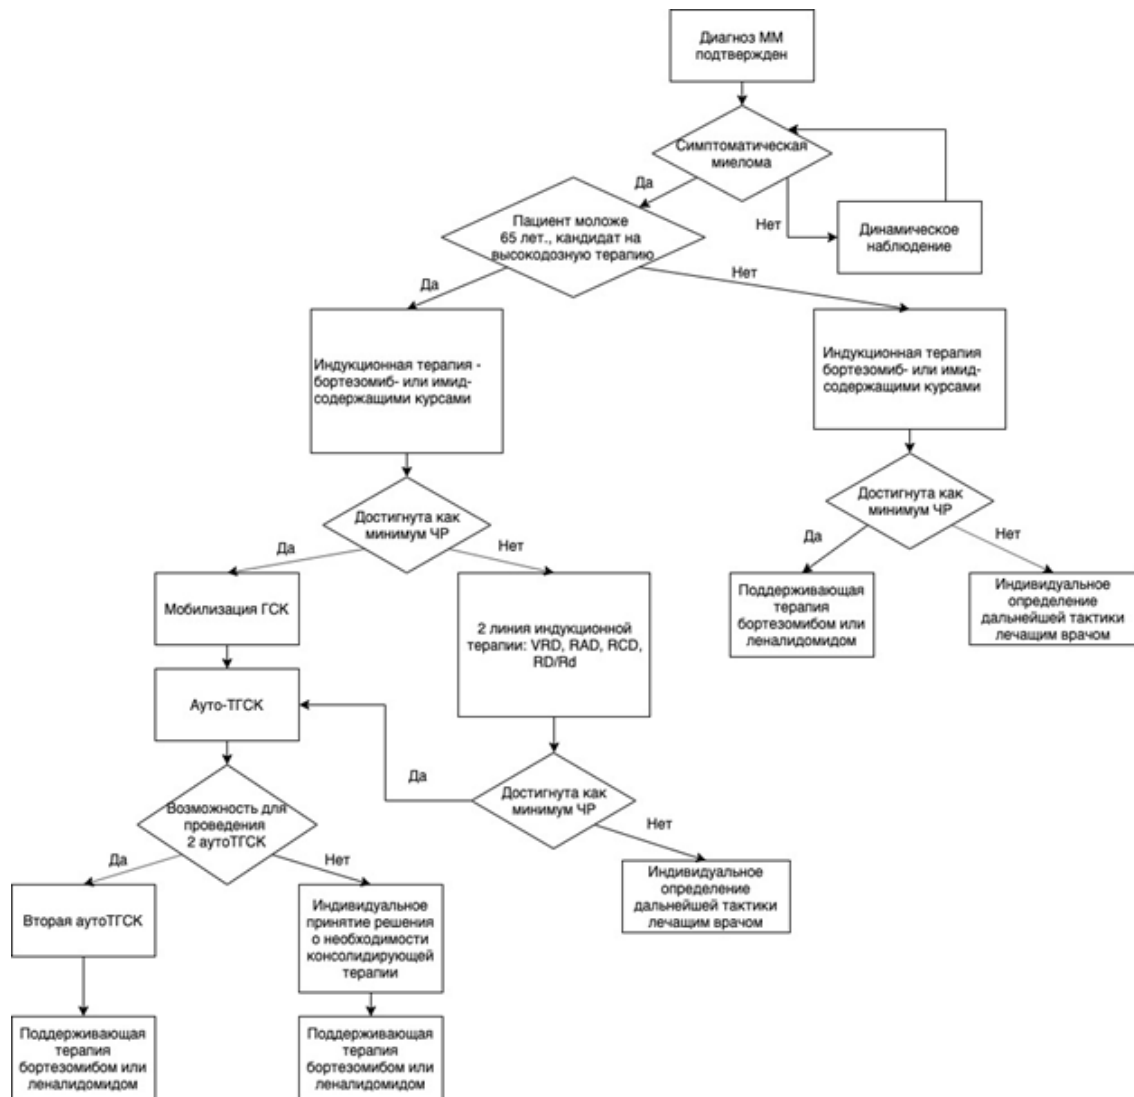 Диагноз ММ
подтвержден
Симптоматическая
миелома
Да
Нет
Динамическое
наблюдение
Пациент моложе
65 лет., кандидат на
высокодозную терапию
Да
Нет
Индукционная терапия -
бортезомиб- или имид-
содержащими курсами
Индукционная терапия
бортезомиб- или имид-
содержащими курсами
Достигнута как
минимум ЧР
Да
Нет
Достигнута как
минимум ЧР
Да
Нет
Мобилизация ГСК
2 линия индукционной
терапии: VRD, RAD, RCD,
RD/Rd
Поддерживающая
терапия
бортезомибом или
леналидомидом
Индивидуальное
определение
дальнейшей тактики
лечащим врачом
Ауто-ТГСК
Да
Достигнута как
минимум ЧР
Нет
Возможность для
проведения
2 аутоТГСК
Да
Нет
Индивидуальное
определение
дальнейшей тактики
лечащим врачом
Вторая аутоТГСК
Индивидуальное
принятие решения
о необходимости
консолидирующей
терапии
Поддерживающая
терапия
бортезомибом или
леналидомидом
Поддерживающая
терапия
бортезомибом или
леналидомидом